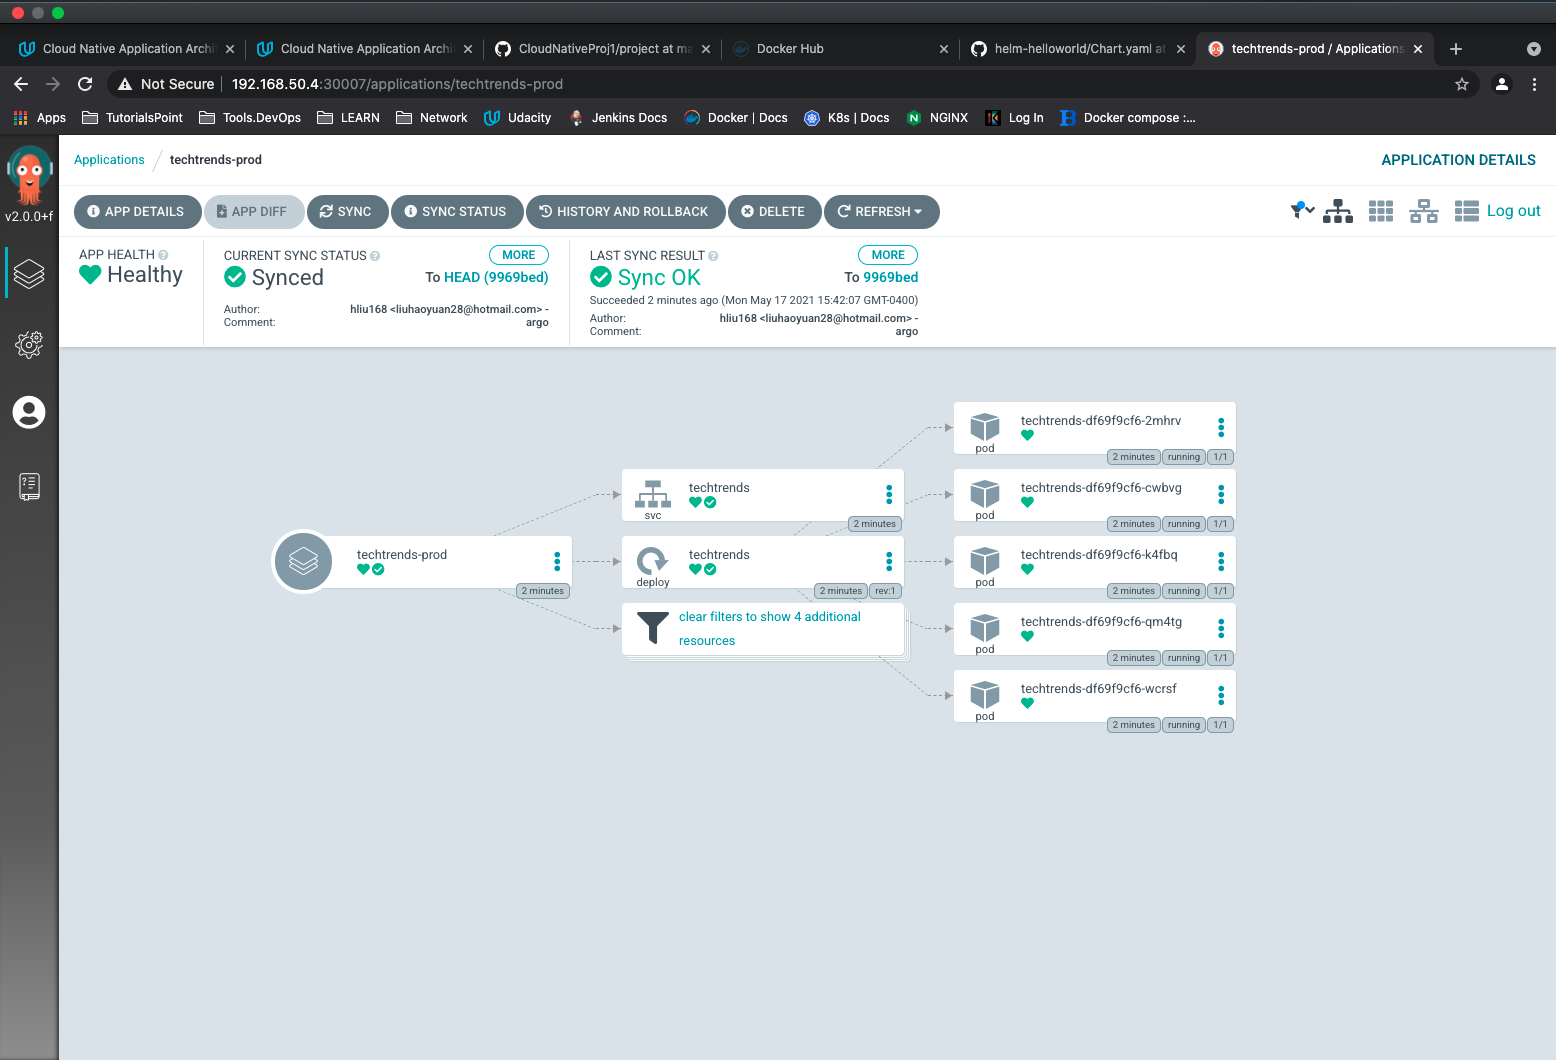 Cloud Native Application Archi
Cloud Native Application Archi
CloudNativeProj1/project at ma
Docker Hub
helm-helloworld/Chart.yaml at
techtrends-prod / Applications
Not Secure
192.168.50.4:30007/applications/techtrends-prod
Apps
TutorialsPoint
Tools.DevOps
LEARN
Network
Udacity
Jenkins Docs
Docker | Docs
K8s | Docs
NGINX
Log In
Docker compose :...
v2.0.0+f
Applications
techtrends-prod
APPLICATION DETAILS
APP DETAILS
APP DIFF
SYNC
SYNC STATUS
HISTORY AND ROLLBACK
DELETE
REFRESH
Log out
APP HEALTH
Healthy
CURRENT SYNC STATUS
MORE
Synced
To HEAD (9969bed)
Author: hliu168 <liuhaoyuan28@hotmail.com> -
Comment: argo
LAST SYNC RESULT
MORE
Sync OK
To 9969bed
Succeeded 2 minutes ago (Mon May 17 2021 15:42:07 GMT-0400)
Author: hliu168 <liuhaoyuan28@hotmail.com> -
Comment: argo
techtrends-prod
2 minutes
svc
techtrends
2 minutes
deploy
techtrends
2 minutes
rev:1
clear filters to show 4 additional
resources
pod
techtrends-df69f9cf6-2mhrv
2 minutes
running
1/1
pod
techtrends-df69f9cf6-cwbvg
2 minutes
running
1/1
pod
techtrends-df69f9cf6-k4fbq
2 minutes
running
1/1
pod
techtrends-df69f9cf6-qm4tg
2 minutes
running
1/1
pod
techtrends-df69f9cf6-wcrsf
2 minutes
running
1/1